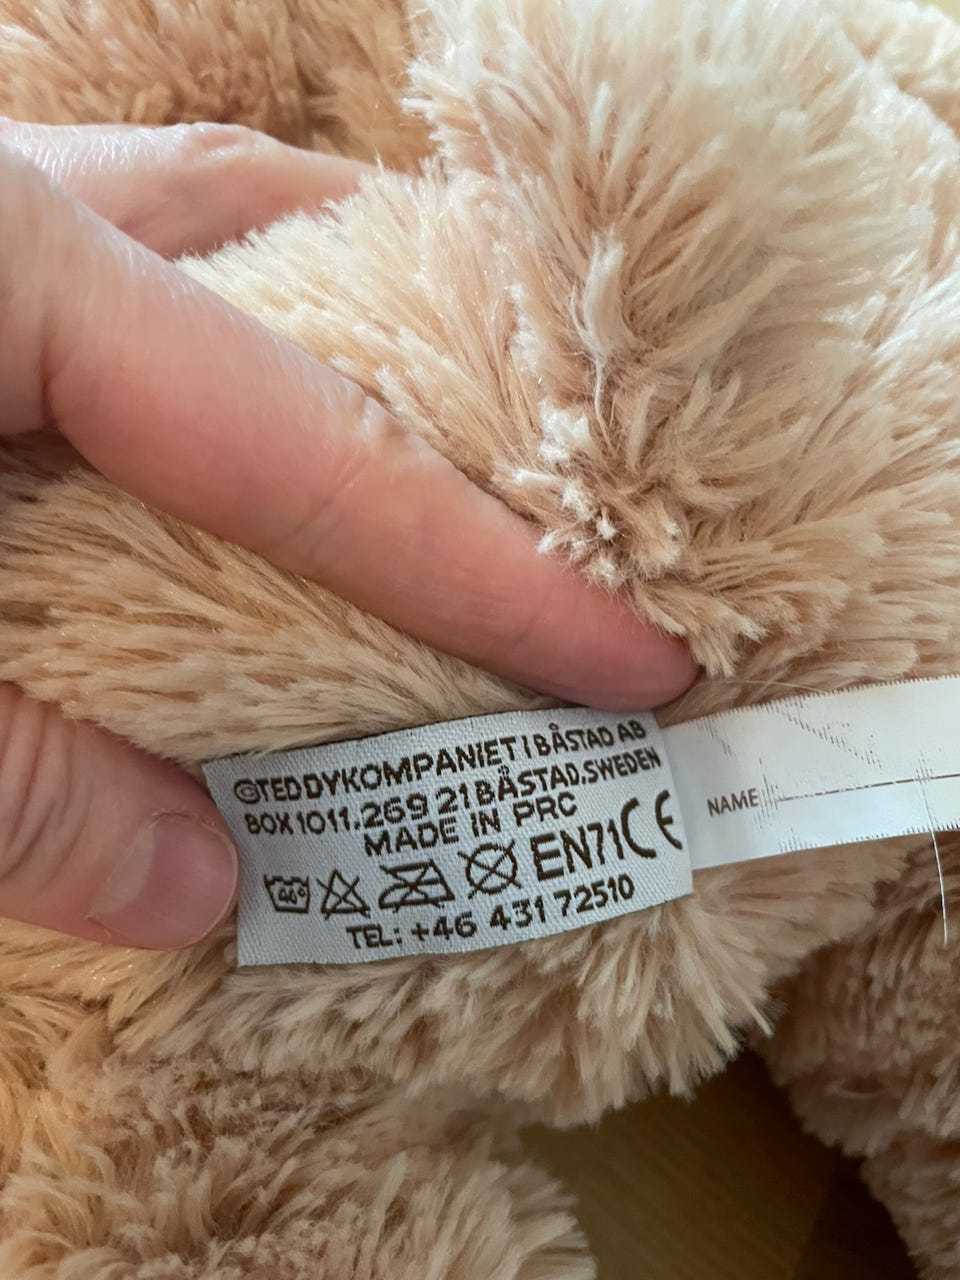 ©TEDDYKOMPANIET I BÅSTAD AB
BOX 1011.269 21 BÅSTAD.SWEDEN
MADE IN PRC
40° EN71 CE
TEL: +46 431 72510
NAME